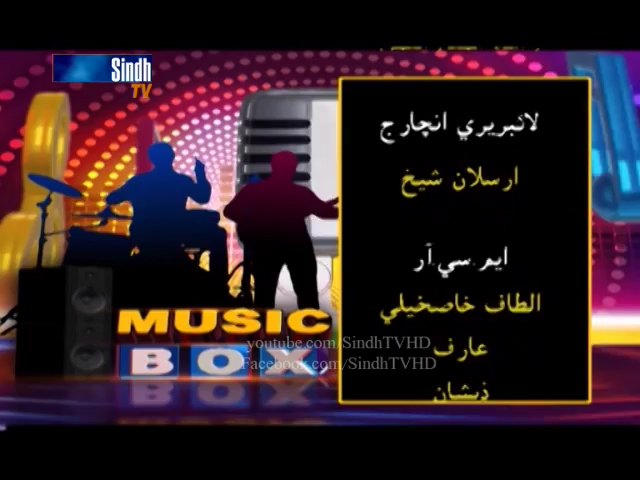 Sindh
TV
لائبريري انچارج
ارسلان شيخ
ايم.سي.آر
الطاف خاصخيلي
عارف
ذيشان
MUSIC
BOX
youtube.com/SindhTVHD
Facebook.com/SindhTVHD